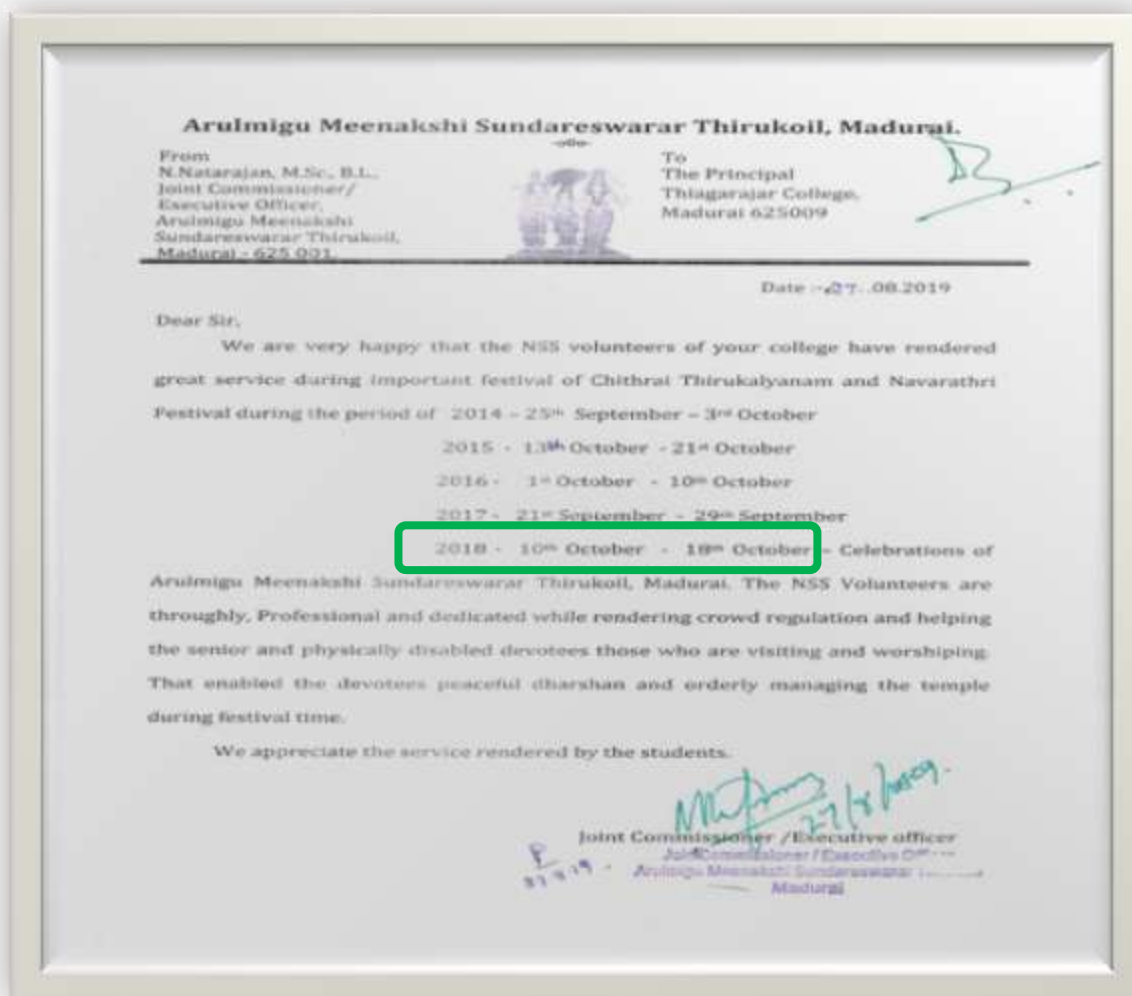 Arulmigu Meenakshi Sundareswarar Thirukoil, Madurai.
From
N.Natarajan, M.Sc., B.L.,
Joint Commissioner/
Executive Officer,
Arulmigu Meenakshi
Sundareswarar Thirukoil,
Madurai - 625 001.
To
The Principal
Thiagarajar College,
Madurai 625009
Date :- 27..08.2019
Dear Sir,
We are very happy that the NSS volunteers of your college have rendered
great service during important festival of Chithrai Thirukalyanam and Navarathri
Festival during the period of 2014 - 25th September - 3rd October
2015 - 13th October - 21st October
2016 - 1st October - 10th October
2017 - 21st September - 29th September
2018 - 10th October - 18th October - Celebrations of
Arulmigu Meenakshi Sundareswarar Thirukoil, Madurai. The NSS Volunteers are
throughly, Professional and dedicated while rendering crowd regulation and helping
the senior and physically disabled devotees those who are visiting and worshiping.
That enabled the devotees peaceful dharshan and orderly managing the temple
during festival time.
We appreciate the service rendered by the students.
Joint Commissioner /Executive officer
Joint Commissioner / Executive
Arulmigu Meenakshi Sundareswarar
Madurai